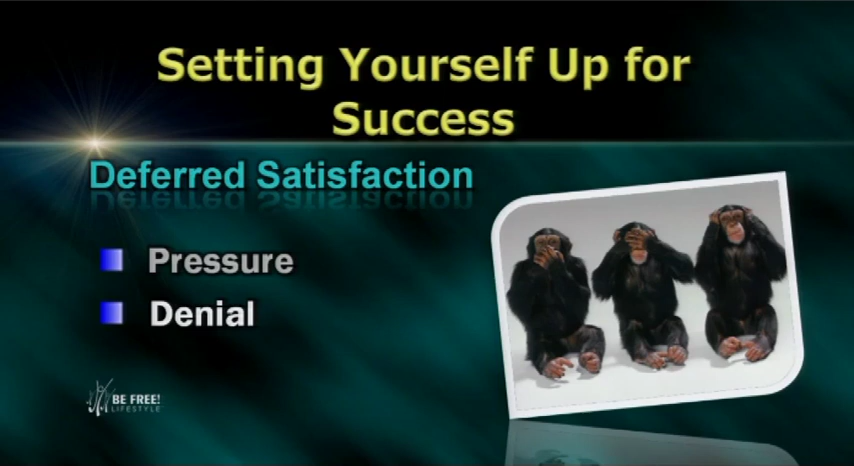 Setting Yourself Up for
Success
Deferred Satisfaction
Pressure
Denial
BE FREE!
LIFESTYLE